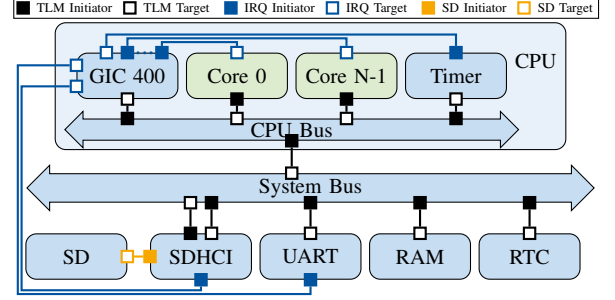 TLM Initiator TLM Target IRQ Initiator IRQ Target SD Initiator SD Target
CPU
GIC 400 Core 0 Core N-1 Timer
CPU Bus
System Bus
SD SDHCI UART RAM RTC